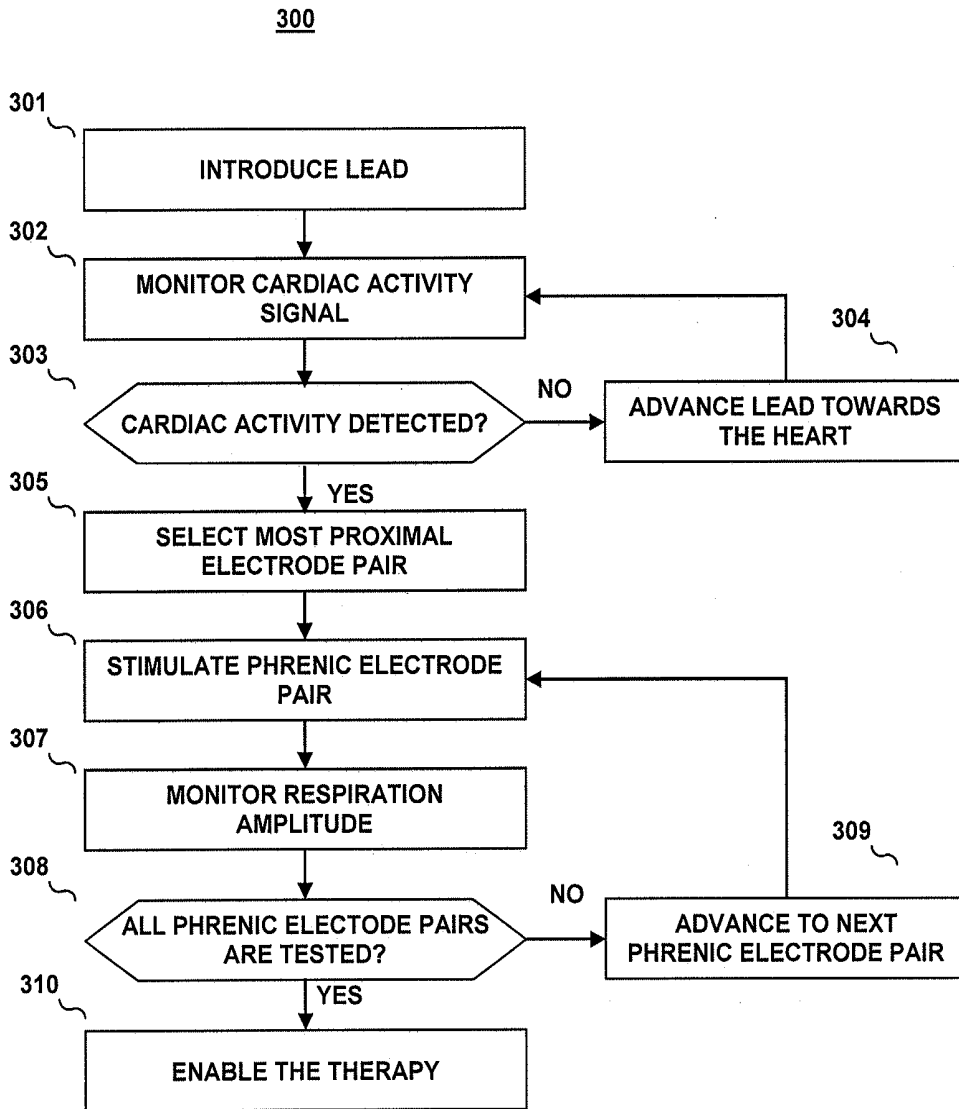 300
301
INTRODUCE LEAD
302
MONITOR CARDIAC ACTIVITY
SIGNAL
304
303
CARDIAC ACTIVITY DETECTED?
NO
ADVANCE LEAD TOWARDS
THE HEART
YES
305
SELECT MOST PROXIMAL
ELECTRODE PAIR
306
STIMULATE PHRENIC ELECTRODE
PAIR
307
MONITOR RESPIRATION
AMPLITUDE
309
308
ALL PHRENIC ELECTODE PAIRS
ARE TESTED?
NO
ADVANCE TO NEXT
PHRENIC ELECTRODE PAIR
YES
310
ENABLE THE THERAPY